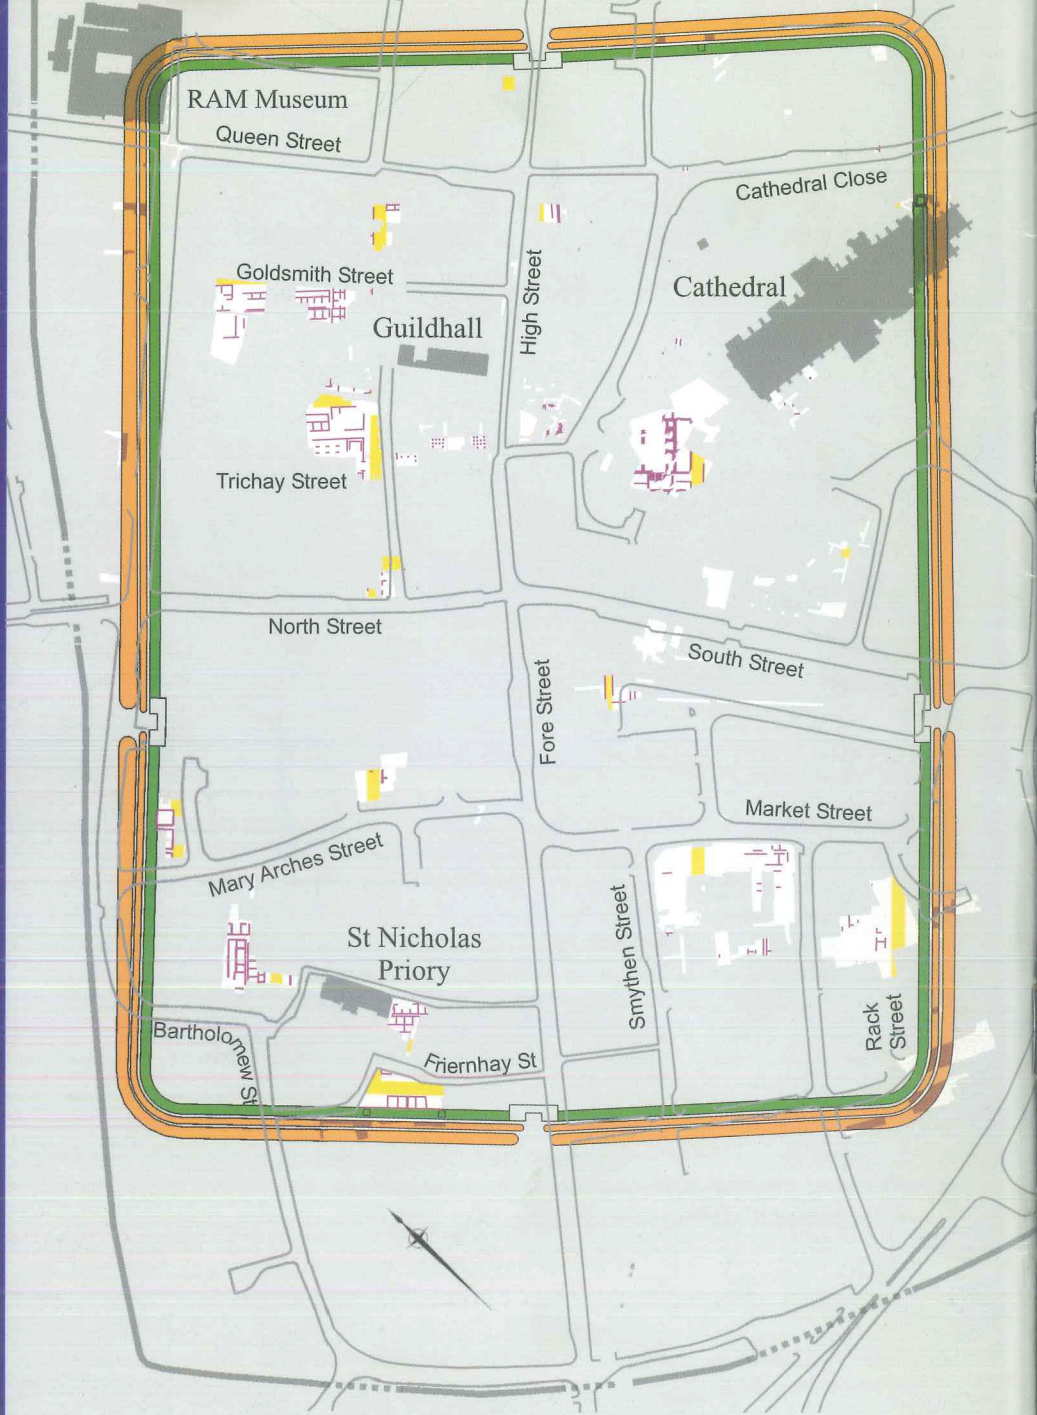 RAM Museum
Queen Street
Cathedral Close
Goldsmith Street
High Street
Cathedral
Guildhall
Trichay Street
North Street
South Street
Fore Street
Market Street
Mary Arches Street
St Nicholas
Priory
Smythen Street
Rack
Street
Bartholomew St
Friernhay St